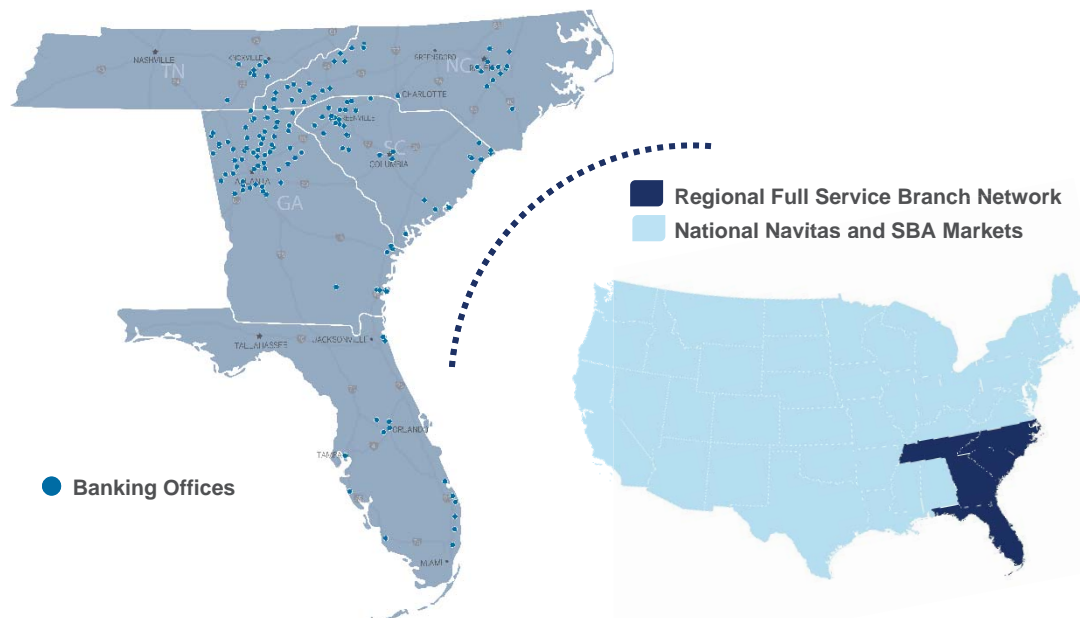 NASHVILLE
TN
KNOXVILLE
GREENSBORO
NC
CHARLOTTE
GREENVILLE
SC
COLUMBIA
ATLANTA
GA
Regional Full Service Branch Network
National Navitas and SBA Markets
TALLAHASSEE
JACKSONVILLE
ORLANDO
TAMPA
Banking Offices
MIAMI